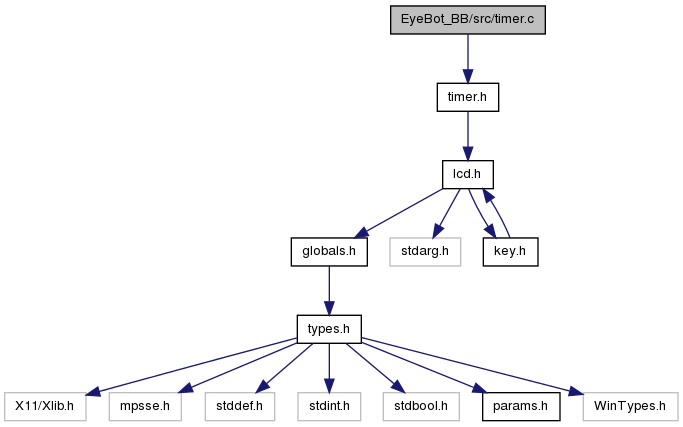 EyeBot_BB/src/timer.c
timer.h
lcd.h
globals.h
stdarg.h
key.h
types.h
X11/Xlib.h
mpsse.h
stddef.h
stdint.h
stdbool.h
params.h
WinTypes.h